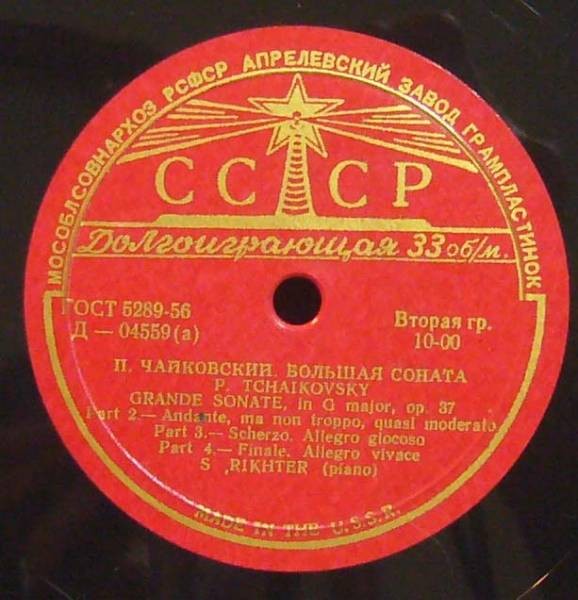 МОСОБЛСОВНАРХОЗ РСФСР АПРЕЛЕВСКИЙ ЗАВОД ГРАМПЛАСТИНОК
СССР
Долгоиграющая 33 об/м.
ГОСТ 5289-56
Д — 04559 (а)
Вторая гр.
10-00
П. ЧАЙКОВСКИЙ. БОЛЬШАЯ СОНАТА
P. TCHAIKOVSKY
GRANDE SONATE, in G major, op. 37
Part 2.— Andante, ma non troppo, quasi moderato
Part 3.— Scherzo. Allegro giocoso
Part 4.— Finale. Allegro vivace
S. RIKHTER (piano)
MADE IN THE U.S.S.R.